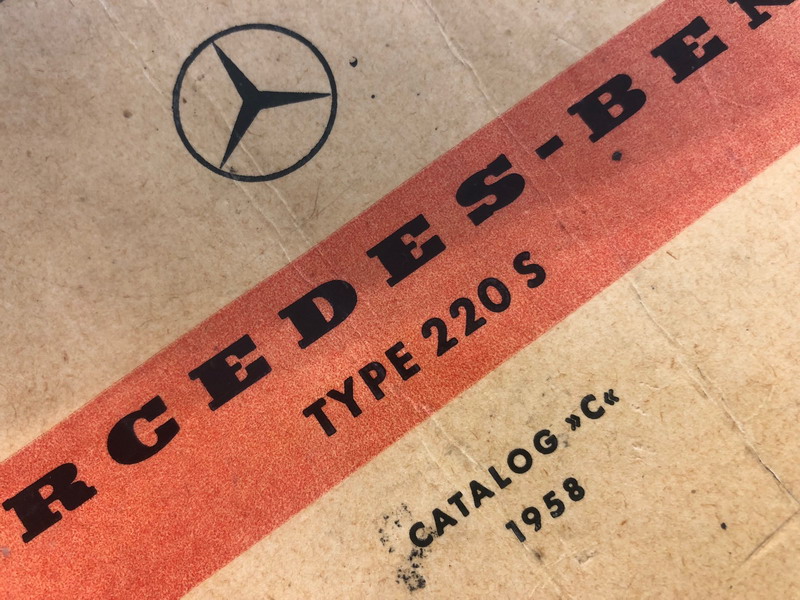 RCEDES-BEN
TYPE 220 S
CATALOG »C«
1958